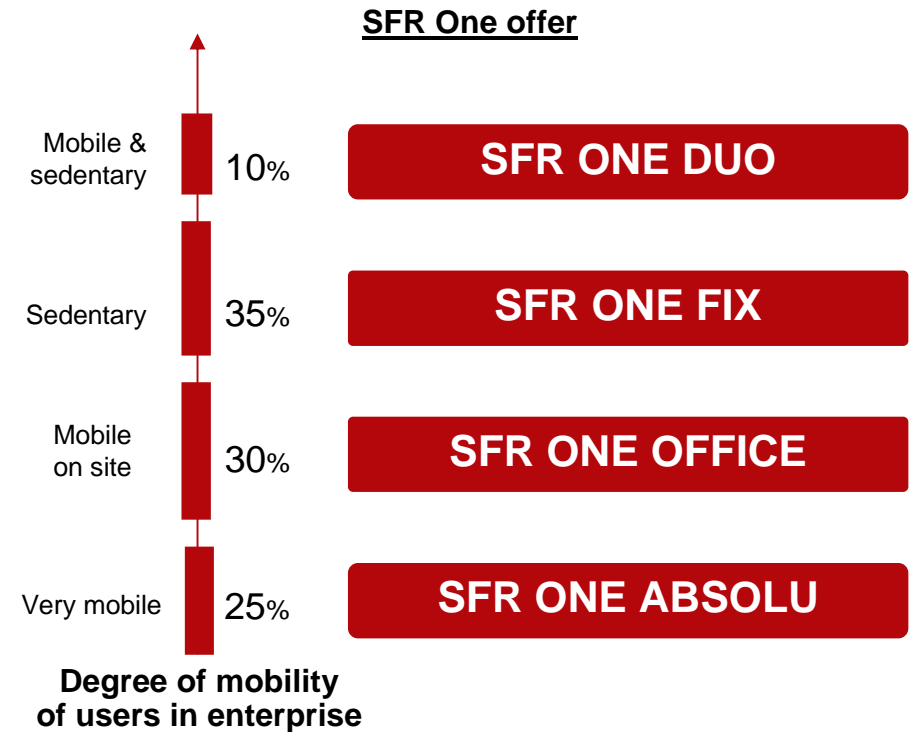 SFR One offer
Mobile &
sedentary
10%
SFR ONE DUO
Sedentary
35%
SFR ONE FIX
Mobile
on site
30%
SFR ONE OFFICE
Very mobile
25%
SFR ONE ABSOLU
Degree of mobility
of users in enterprise